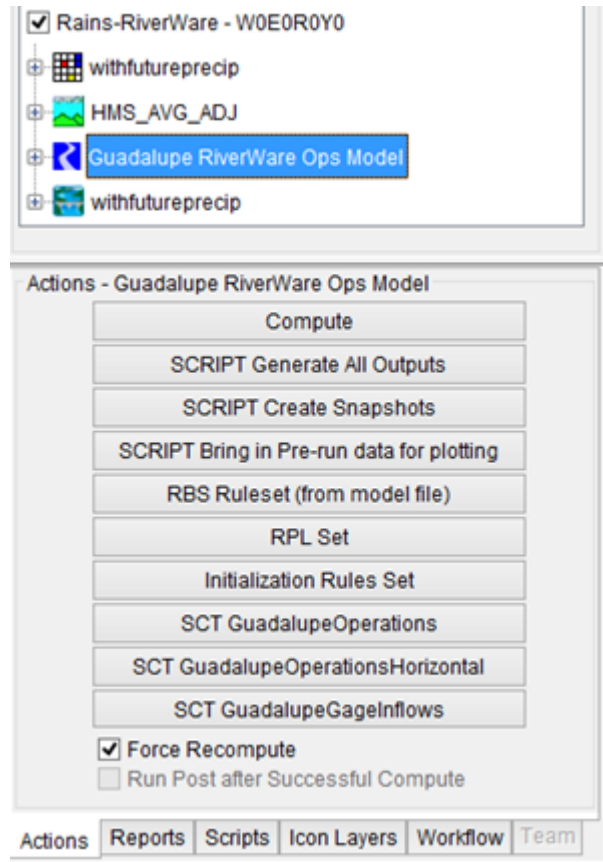 Rains-RiverWare - W0E0R0Y0
withfutureprecip
HMS_AVG_ADJ
Guadalupe RiverWare Ops Model
withfutureprecip
Actions - Guadalupe RiverWare Ops Model
Compute
SCRIPT Generate All Outputs
SCRIPT Create Snapshots
SCRIPT Bring in Pre-run data for plotting
RBS Ruleset (from model file)
RPL Set
Initialization Rules Set
SCT GuadalupeOperations
SCT GuadalupeOperationsHorizontal
SCT GuadalupeGageInflows
Force Recompute
Run Post after Successful Compute
Actions Reports Scripts Icon Layers Workflow Team